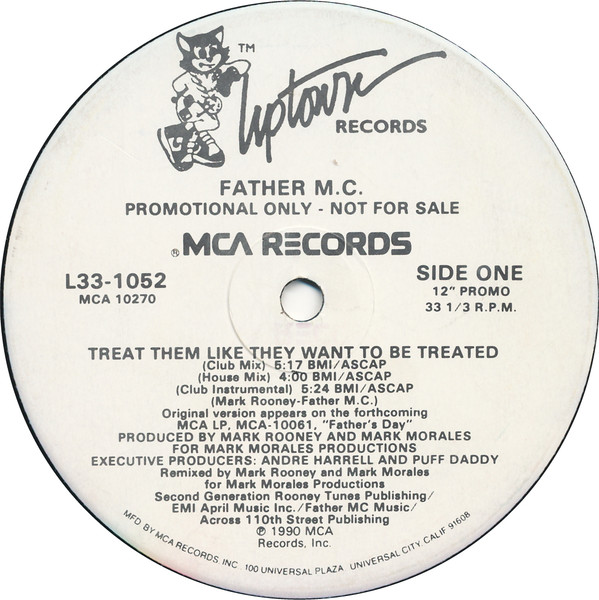 TM
Uptown
RECORDS
FATHER M.C.
PROMOTIONAL ONLY - NOT FOR SALE
® MCA RECORDS
L33-1052
MCA 10270
SIDE ONE
12" PROMO
33 1/3 R.P.M.
TREAT THEM LIKE THEY WANT TO BE TREATED
(Club Mix) 5:17 BMI/ASCAP
(House Mix) 4:00 BMI/ASCAP
(Club Instrumental) 5:24 BMI/ASCAP
(Mark Rooney-Father M.C.)
Original version appears on the forthcoming
MCA LP, MCA-10061, "Father's Day"
PRODUCED BY MARK ROONEY AND MARK MORALES
FOR MARK MORALES PRODUCTIONS
EXECUTIVE PRODUCERS: ANDRE HARRELL AND PUFF DADDY
Remixed by Mark Rooney and Mark Morales
for Mark Morales Productions
Second Generation Rooney Tunes Publishing/
EMI April Music Inc./Father MC Music/
Across 110th Street Publishing
℗ 1990 MCA
Records, Inc.
MFD BY MCA RECORDS, INC. 100 UNIVERSAL PLAZA UNIVERSAL CITY, CALIF 91608